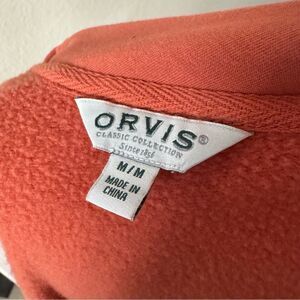 ORVIS®
CLASSIC COLLECTION
Since 1856
M/M
MADE IN
CHINA